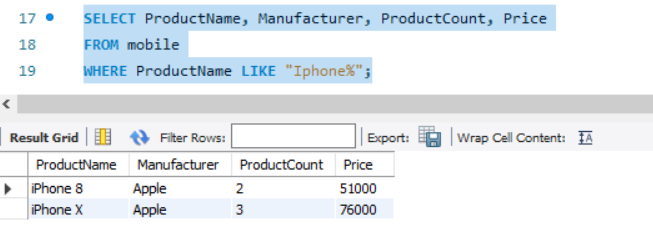 17 SELECT ProductName, Manufacturer, ProductCount, Price
18 FROM mobile
19 WHERE ProductName LIKE "Iphone%";
Result Grid Filter Rows: Export: Wrap Cell Content: IA
ProductName Manufacturer ProductCount Price
iPhone 8 Apple 2 51000
iPhone X Apple 3 76000